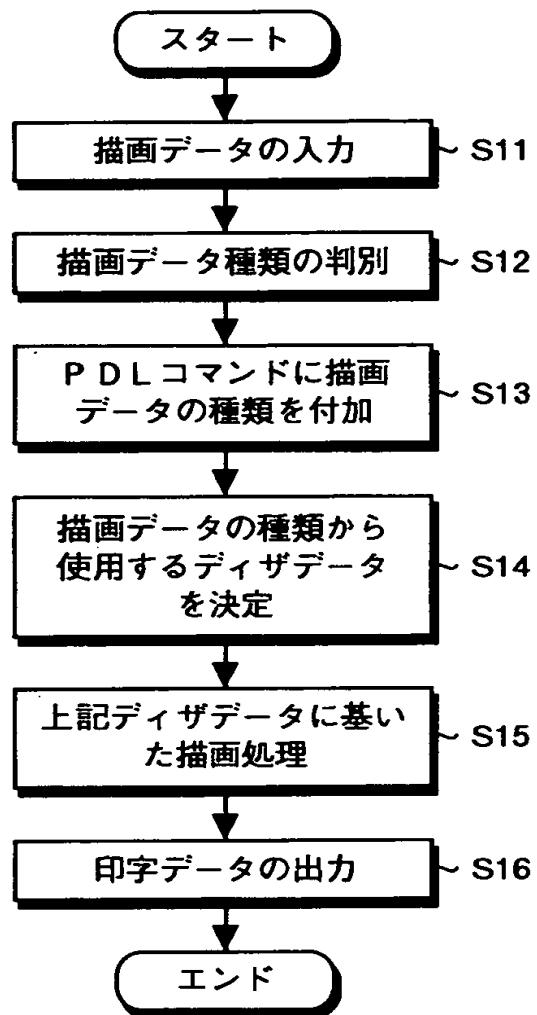 スタート
描画データの入力 ~ S11
描画データ種類の判別 ~ S12
ＰＤＬコマンドに描画
データの種類を付加 ~ S13
描画データの種類から
使用するディザデータ ~ S14
を決定
上記ディザデータに基い
た描画処理 ~ S15
印字データの出力 ~ S16
エンド